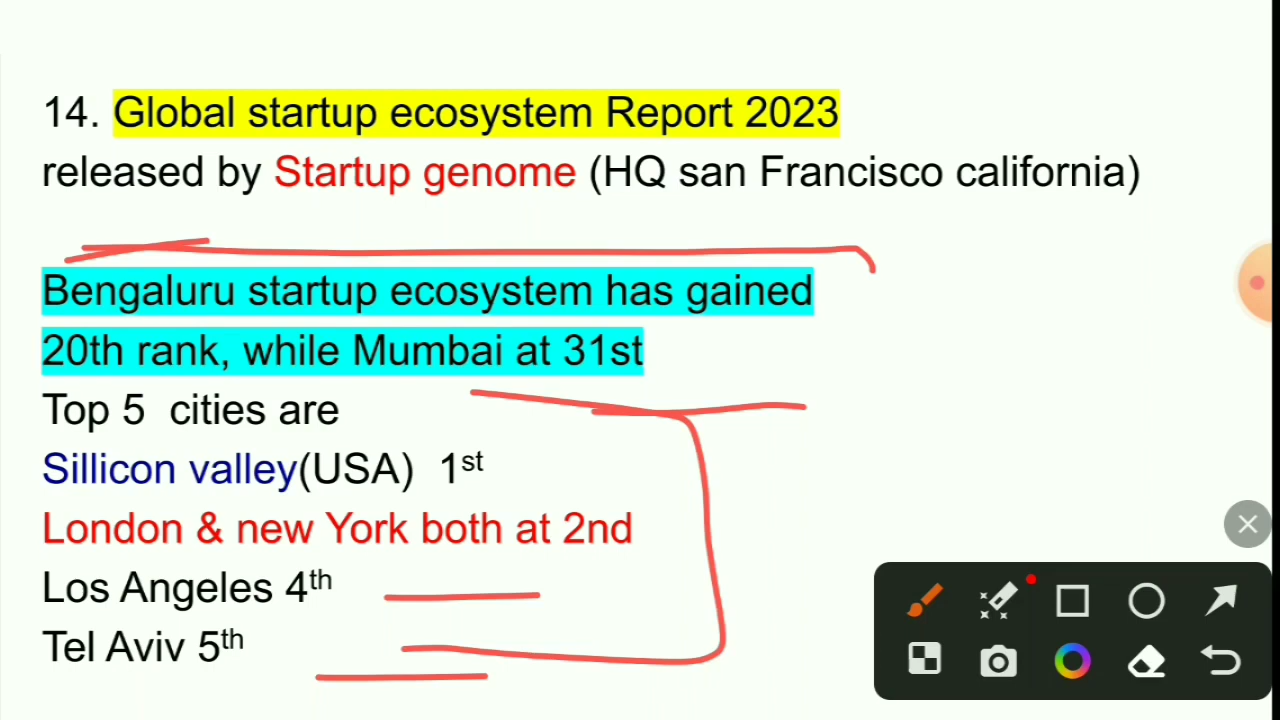 14. Global startup ecosystem Report 2023
released by Startup genome (HQ san Francisco california)
Bengaluru startup ecosystem has gained
20th rank, while Mumbai at 31st
Top 5 cities are
Sillicon valley(USA) 1st
London & new York both at 2nd
Los Angeles 4th
Tel Aviv 5th